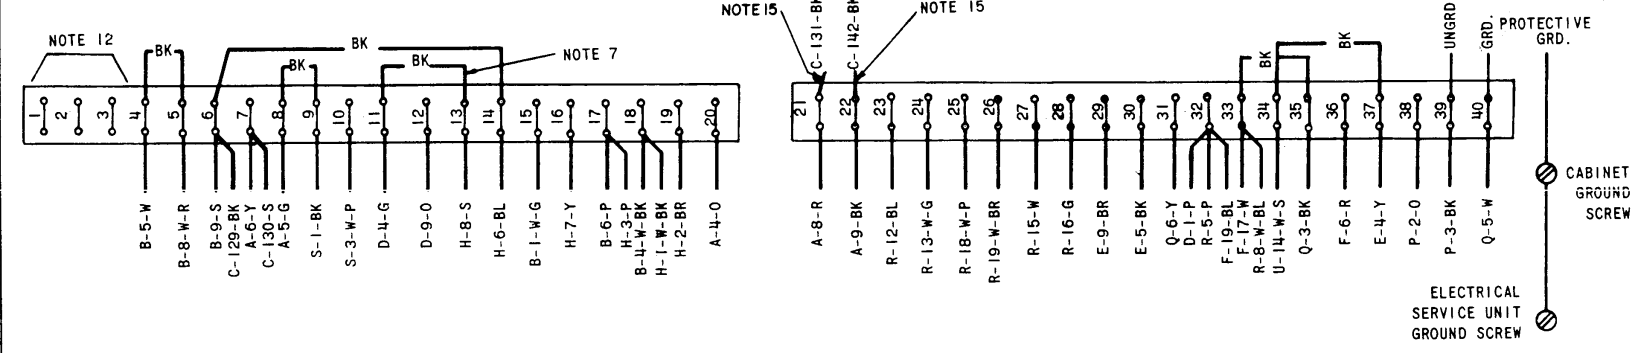 NOTE 15
C-131-BK
C-142-BK
NOTE 15
NOTE 12
BK
BK
BK
BK
NOTE 7
BK
BK
UNGRD
GRD.
PROTECTIVE
GRD.
1 2 3 4 5 6 7 8 9 10 11 12 13 14 15 16 17 18 19 20
21 22 23 24 25 26 27 28 29 30 31 32 33 34 35 36 37 38 39 40
B-5-W
B-8-W-R
B-9-S
C-129-BK
A-6-Y
C-130-S
A-5-G
S-1-BK
S-3-W-P
D-4-G
D-9-O
H-8-S
H-6-BL
B-1-W-G
H-7-Y
B-6-P
H-3-P
B-4-W-BK
H-1-W-BK
H-2-BR
A-4-O
A-8-R
A-9-BK
R-12-BL
R-13-W-G
R-18-W-P
R-19-W-BR
R-15-W
R-16-G
E-9-BR
E-5-BK
Q-6-Y
D-1-P
R-5-P
F-19-BL
F-17-W
R-8-W-BL
U-14-W-S
Q-3-BK
F-6-R
E-4-Y
P-2-O
P-3-BK
Q-5-W
CABINET
GROUND
SCREW
ELECTRICAL
SERVICE UNIT
GROUND SCREW